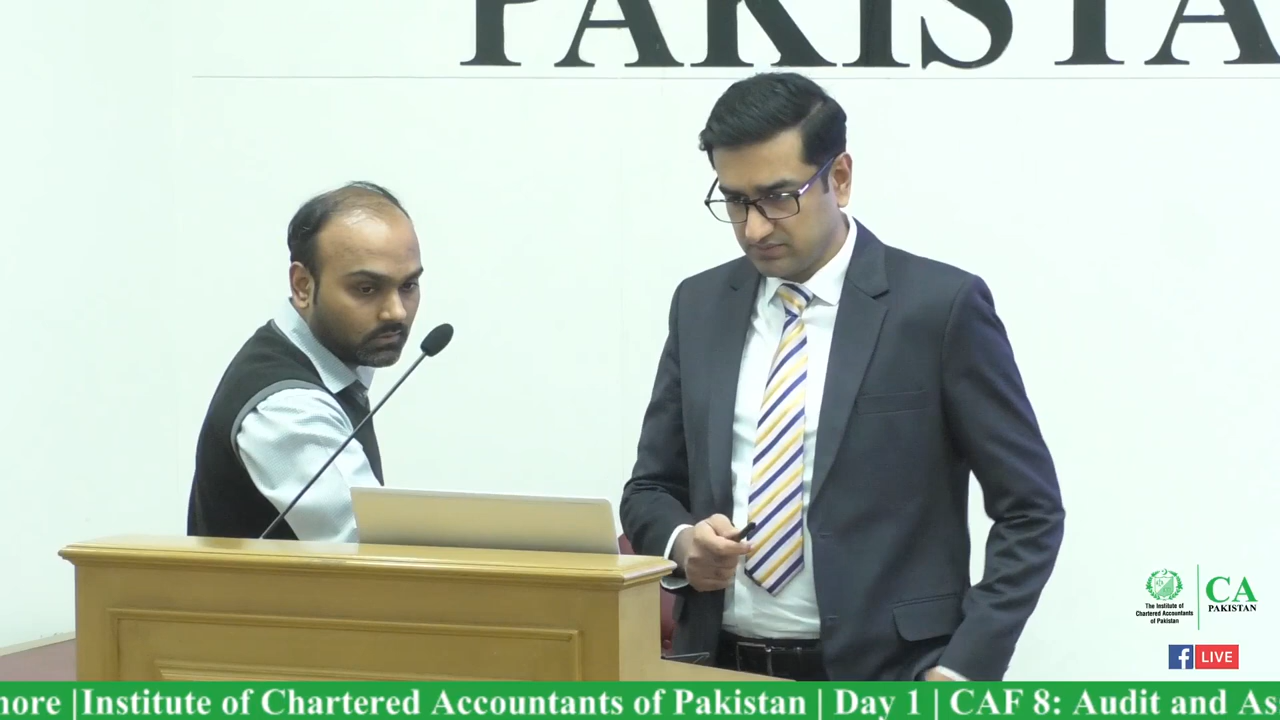 PAKISTA
The Institute of
Chartered Accountants
of Pakistan
CA
PAKISTAN
f LIVE
nore |Institute of Chartered Accountants of Pakistan | Day 1 | CAF 8: Audit and As